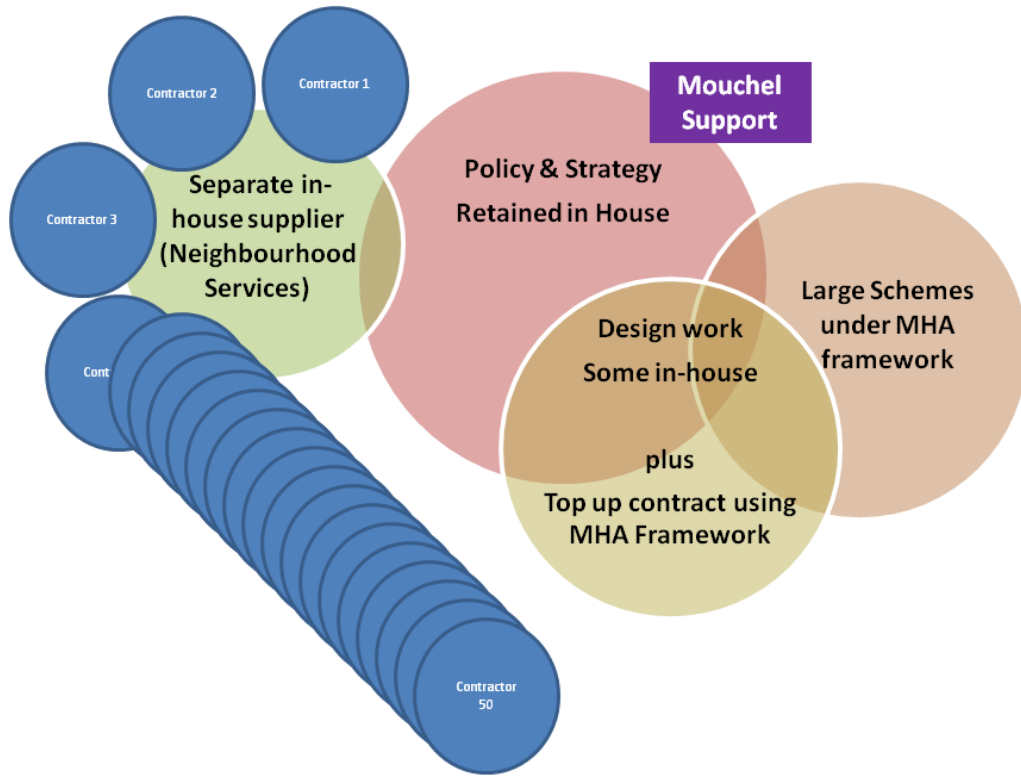 Contractor 1
Contractor 2
Contractor 3
Mouchel
Support
Separate in-
house supplier
(Neighbourhood
Services)
Policy & Strategy
Retained in House
Large Schemes
under MHA
framework
Design work
Some in-house
plus
Top up contract using
MHA Framework
Contractor
50